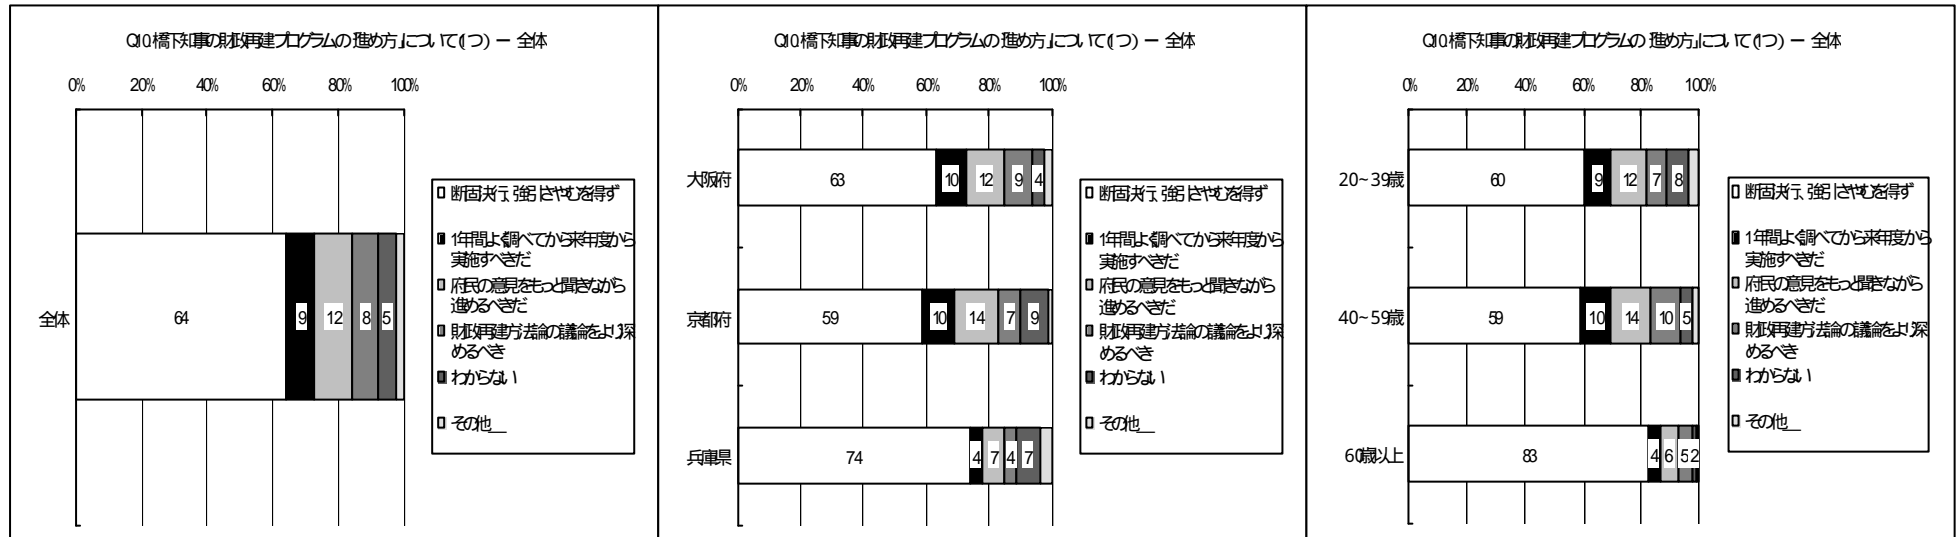 Q10.橋下知事の財政再建プログラムの「進め方」について(1つ) ー 全体
0% 20% 40% 60% 80% 100%
全体
64 9 12 8 5
断固決行、強引さやむを得ず
1年間よく調べてから来年度から
実施すべきだ
府民の意見をもっと聞きながら
進めるべきだ
財政再建方法論の議論をより深
めるべき
わからない
その他__
Q10.橋下知事の財政再建プログラムの「進め方」について(1つ) ー 全体
0% 20% 40% 60% 80% 100%
大阪府
63 10 12 9 4
京都府
59 10 14 7 9
兵庫県
74 4 7 4 7
断固決行、強引さやむを得ず
1年間よく調べてから来年度から
実施すべきだ
府民の意見をもっと聞きながら
進めるべきだ
財政再建方法論の議論をより深
めるべき
わからない
その他__
Q10.橋下知事の財政再建プログラムの「進め方」について(1つ) ー 全体
0% 20% 40% 60% 80% 100%
20~39歳
60 9 12 7 8
40~59歳
59 10 14 10 5
60歳以上
83 4 6 5 2
断固決行、強引さやむを得ず
1年間よく調べてから来年度から
実施すべきだ
府民の意見をもっと聞きながら
進めるべきだ
財政再建方法論の議論をより深
めるべき
わからない
その他__